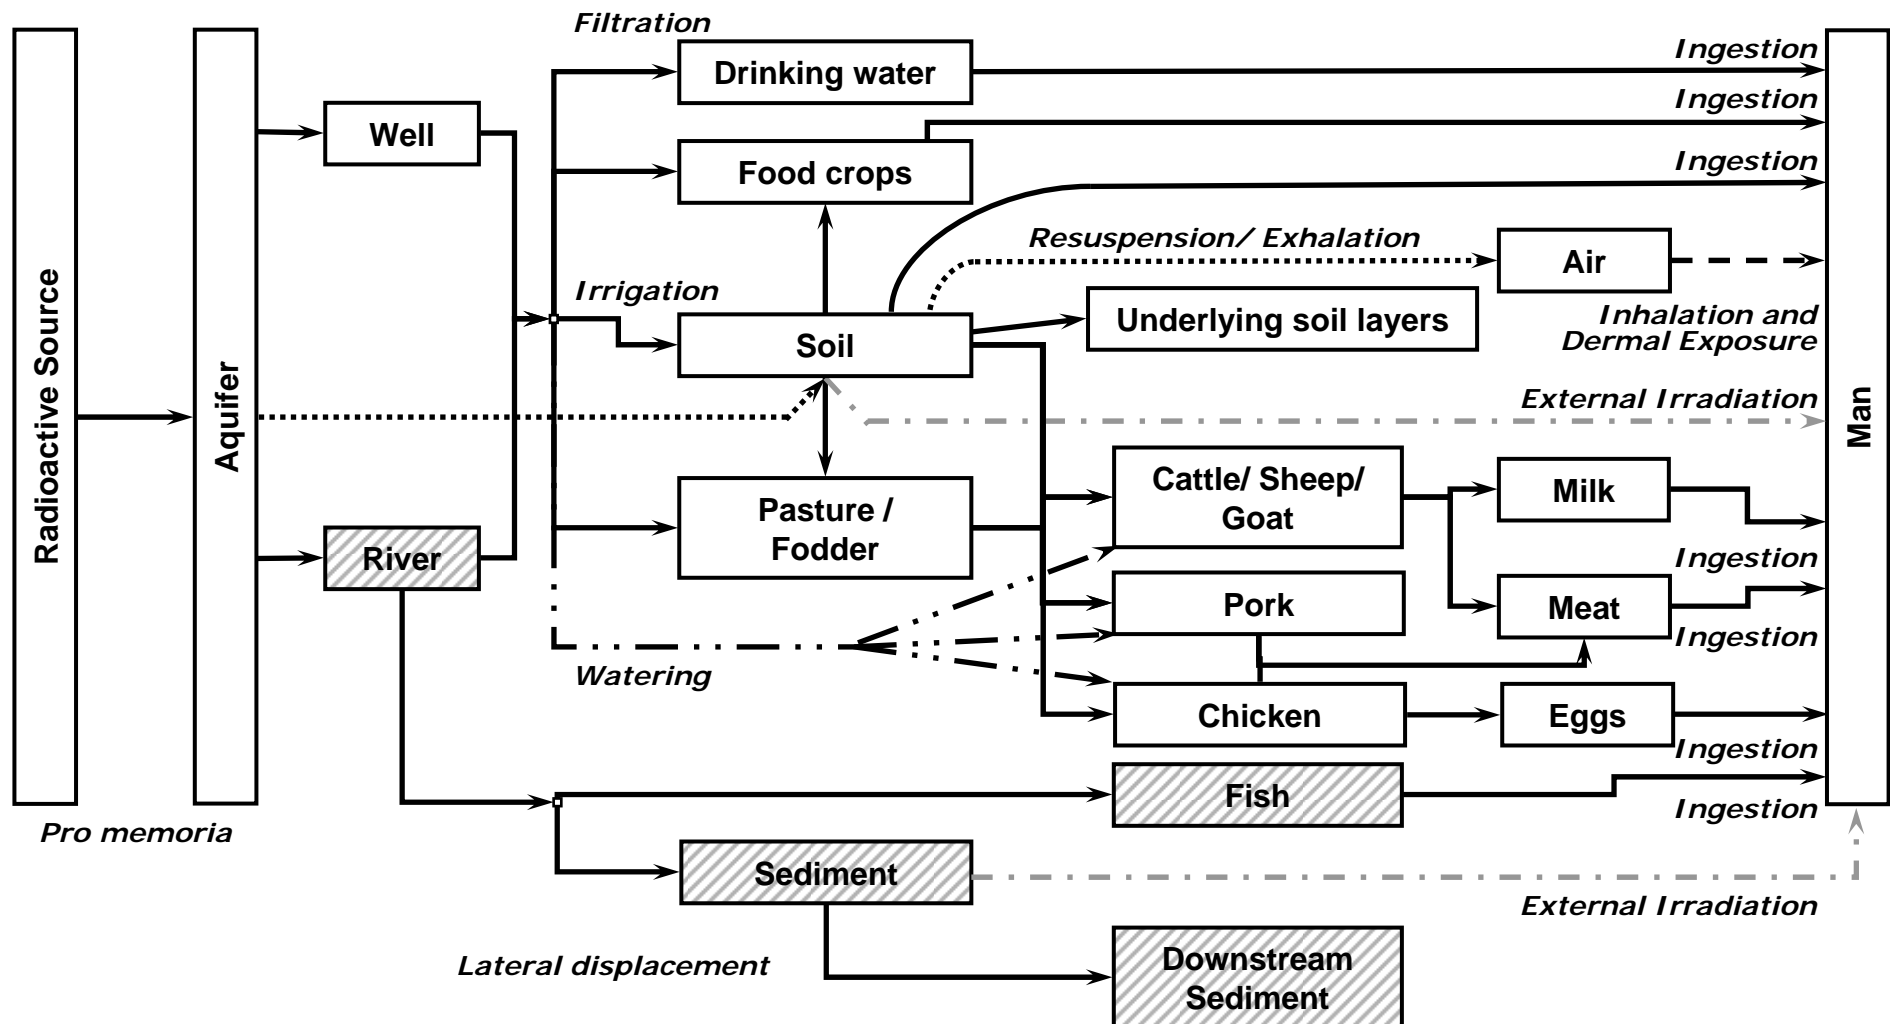 Filtration
Drinking water
Ingestion
Ingestion
Well
Food crops
Ingestion
Resuspension/ Exhalation
Air
Irrigation
Underlying soil layers
Inhalation and
Dermal Exposure
Soil
Radioactive Source
Aquifer
Man
External Irradiation
Cattle/ Sheep/
Goat
Milk
Pasture /
Fodder
River
Ingestion
Pork
Meat
Ingestion
Watering
Chicken
Eggs
Ingestion
Fish
Ingestion
Pro memoria
Sediment
External Irradiation
Lateral displacement
Downstream
Sediment